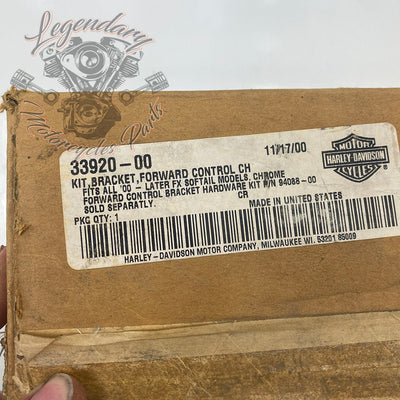 Legendary
Motorcycles Parts
33920-00
11/17/00
KIT,BRACKET,FORWARD CONTROL CH
FITS ALL '00 - LATER FX SOFTAIL MODELS. CHROME
FORWARD CONTROL BRACKET HARDWARE KIT P/N 94088-00
SOLD SEPARATELY.
CR
PKG QTY: 1
MADE IN UNITED STATES
HARLEY-DAVIDSON MOTOR COMPANY, MILWAUKEE WI. 53201 85009
MOTOR
HARLEY-DAVIDSON
CYCLES